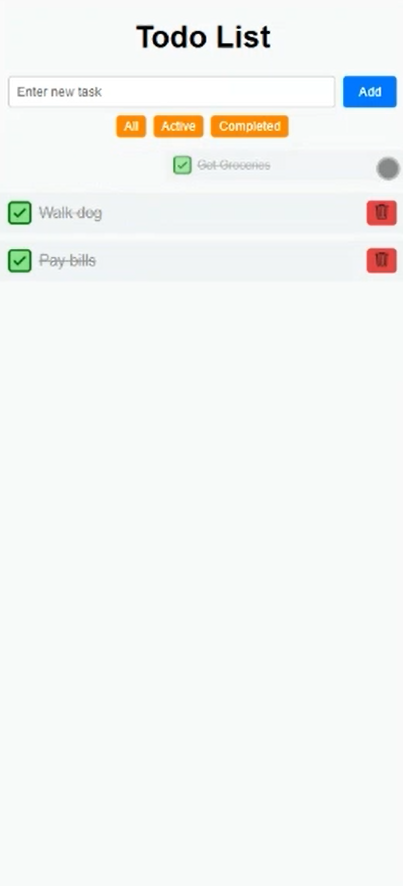 Todo List
Enter new task
Add
All Active Completed
Get Groceries
Walk dog
Pay bills